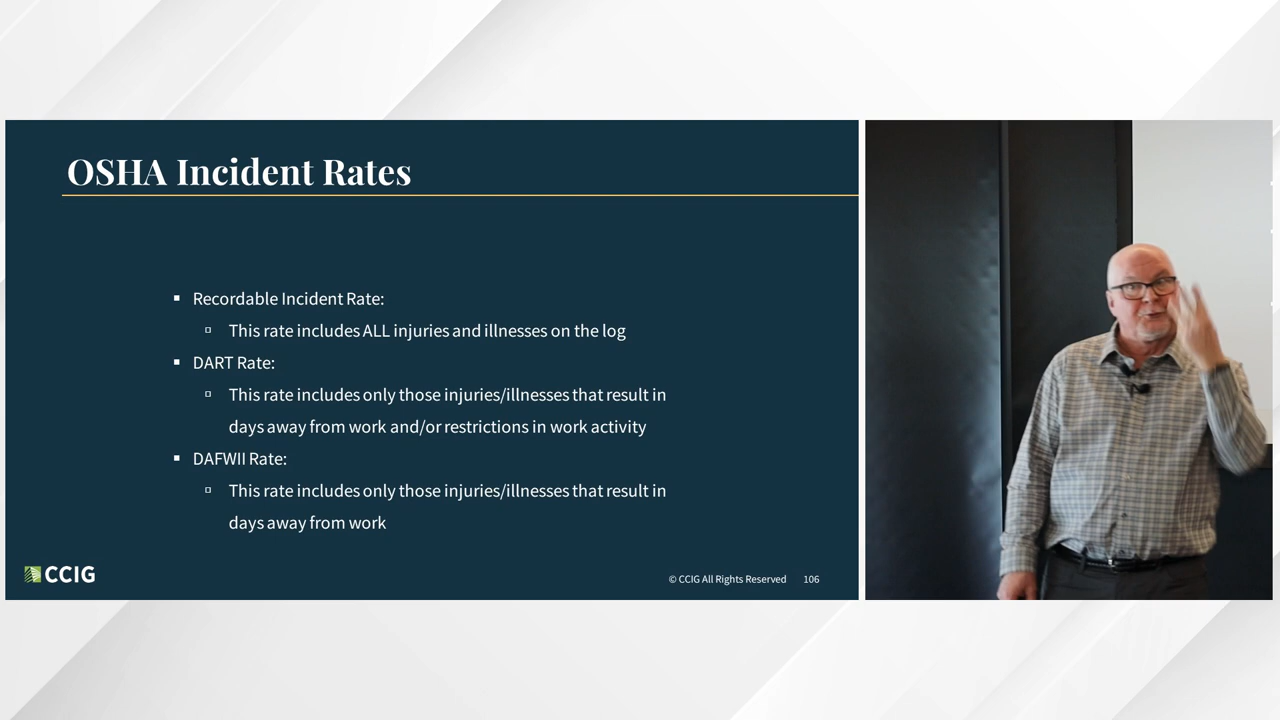 OSHA Incident Rates
Recordable Incident Rate:
This rate includes ALL injuries and illnesses on the log
DART Rate:
This rate includes only those injuries/illnesses that result in
days away from work and/or restrictions in work activity
DAFWII Rate:
This rate includes only those injuries/illnesses that result in
days away from work
CCIG
© CCIG All Rights Reserved 106